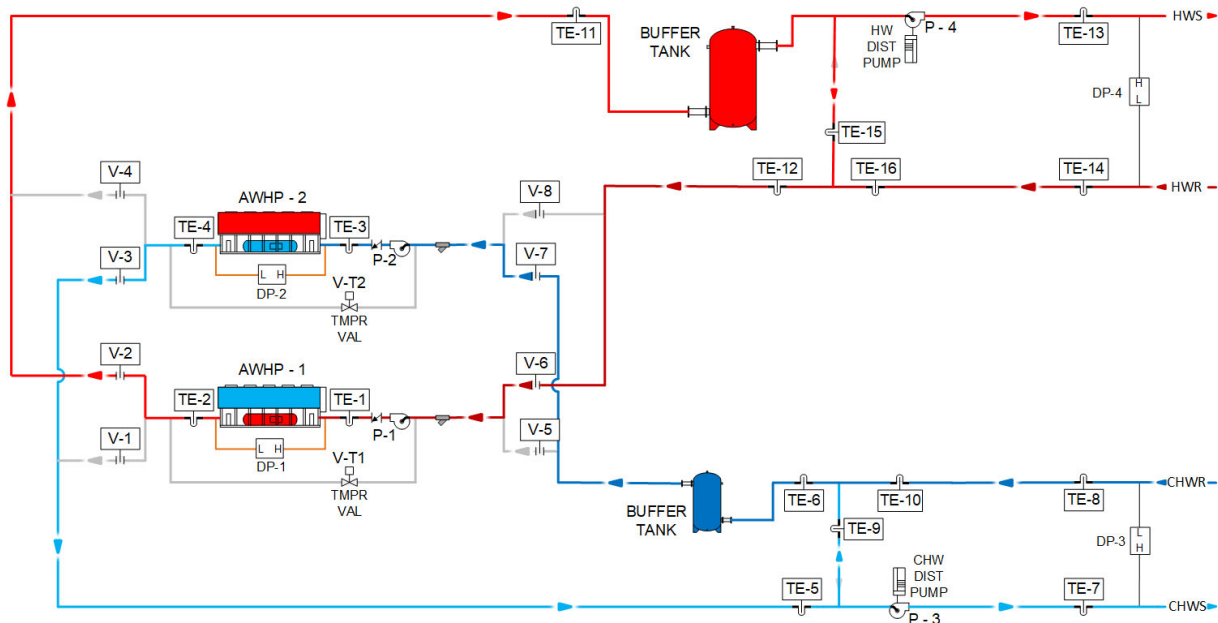 HWS
TE-11
BUFFER
TANK
HW
DIST
PUMP
P - 4
TE-13
DP-4
H
L
TE-15
V-4
AWHP - 2
V-8
TE-12
TE-16
TE-14
HWR
TE-4
TE-3
V-3
P-2
V-7
L H
DP-2
V-T2
TMPR
VAL
V-2
AWHP - 1
V-6
TE-2
TE-1
V-1
P-1
V-5
L H
DP-1
V-T1
TMPR
VAL
BUFFER
TANK
TE-6
TE-10
TE-8
CHWR
TE-9
DP-3
L
H
CHW
DIST
PUMP
TE-5
P - 3
TE-7
CHWS